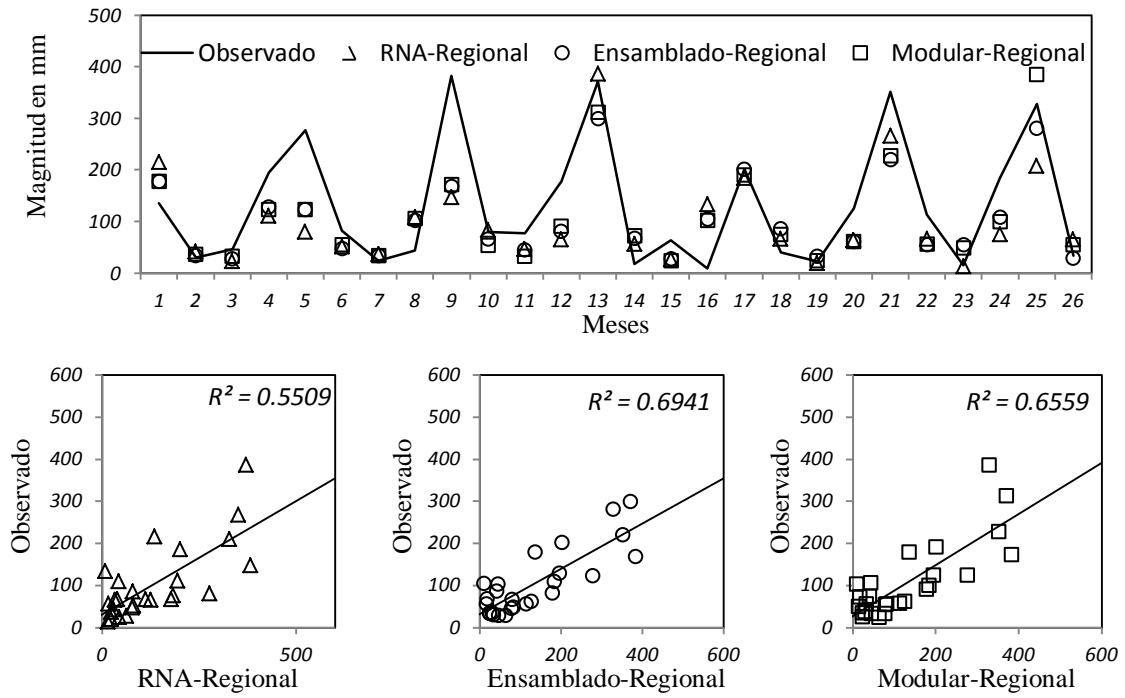 500
400
300
200
100
0
Magnitud en mm
Observado RNA-Regional Ensamblado-Regional Modular-Regional
1 2 3 4 5 6 7 8 9 10 11 12 13 14 15 16 17 18 19 20 21 22 23 24 25 26
Meses
600
500
400
300
200
100
0
Observado
R² = 0.5509
0 500
RNA-Regional
600
500
400
300
200
100
0
Observado
R² = 0.6941
0 200 400 600
Ensamblado-Regional
600
500
400
300
200
100
0
Observado
R² = 0.6559
0 200 400 600
Modular-Regional